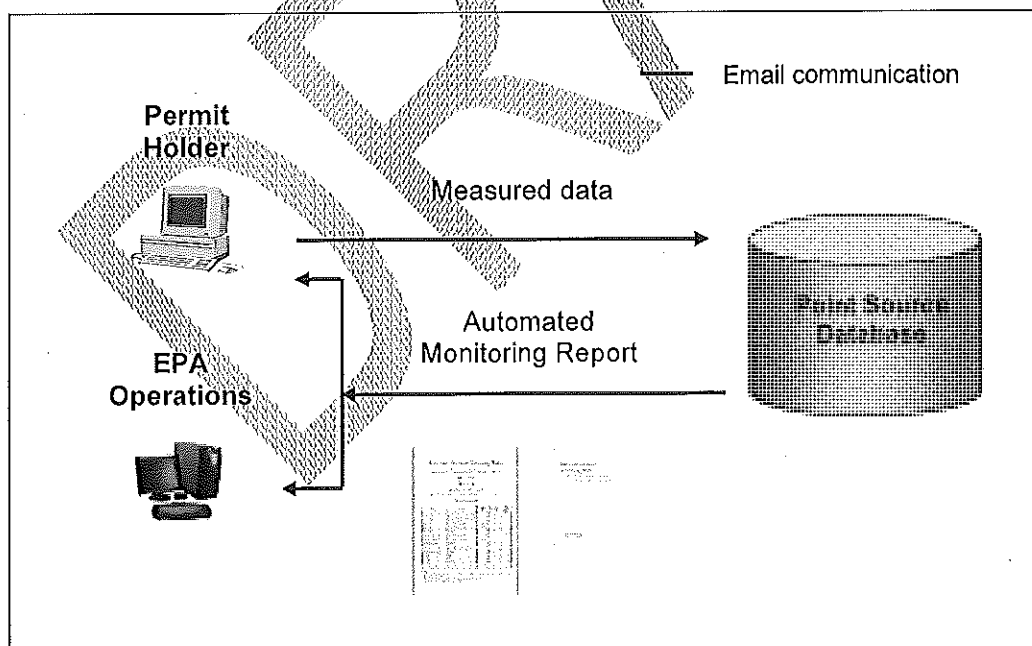 Email communication
Permit
Holder
Measured data
Point Source
Database
Automated
Monitoring Report
EPA
Operations